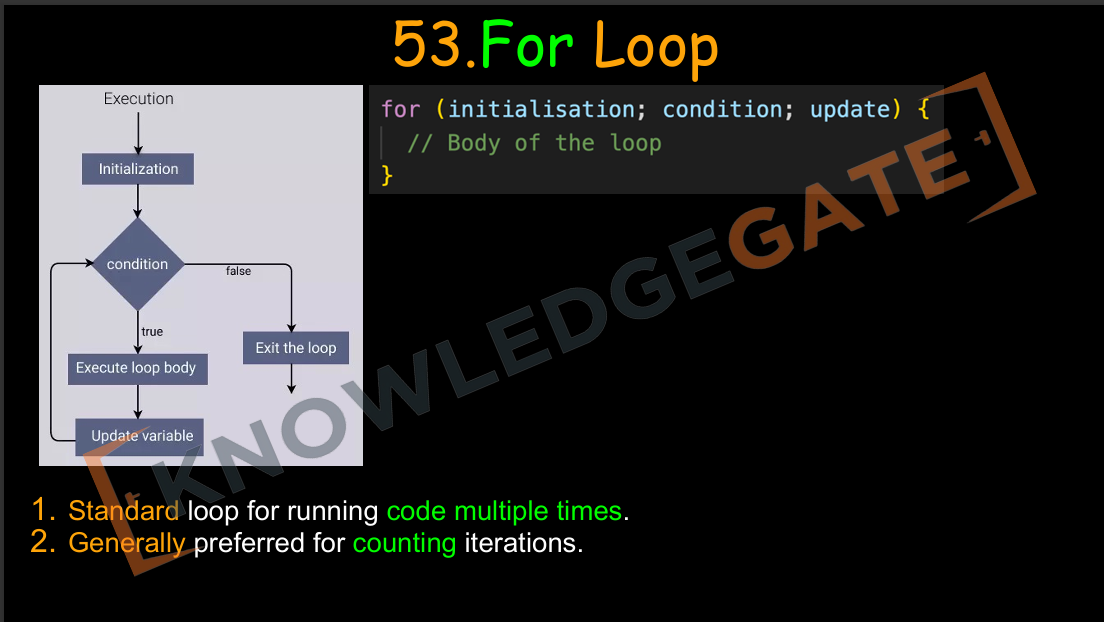 53.For Loop
Execution
Initialization
condition
false
true
Exit the loop
Execute loop body
Update variable
for (initialisation; condition; update) {
// Body of the loop
}
KNOWLEDGEGATE
1. Standard loop for running code multiple times.
2. Generally preferred for counting iterations.